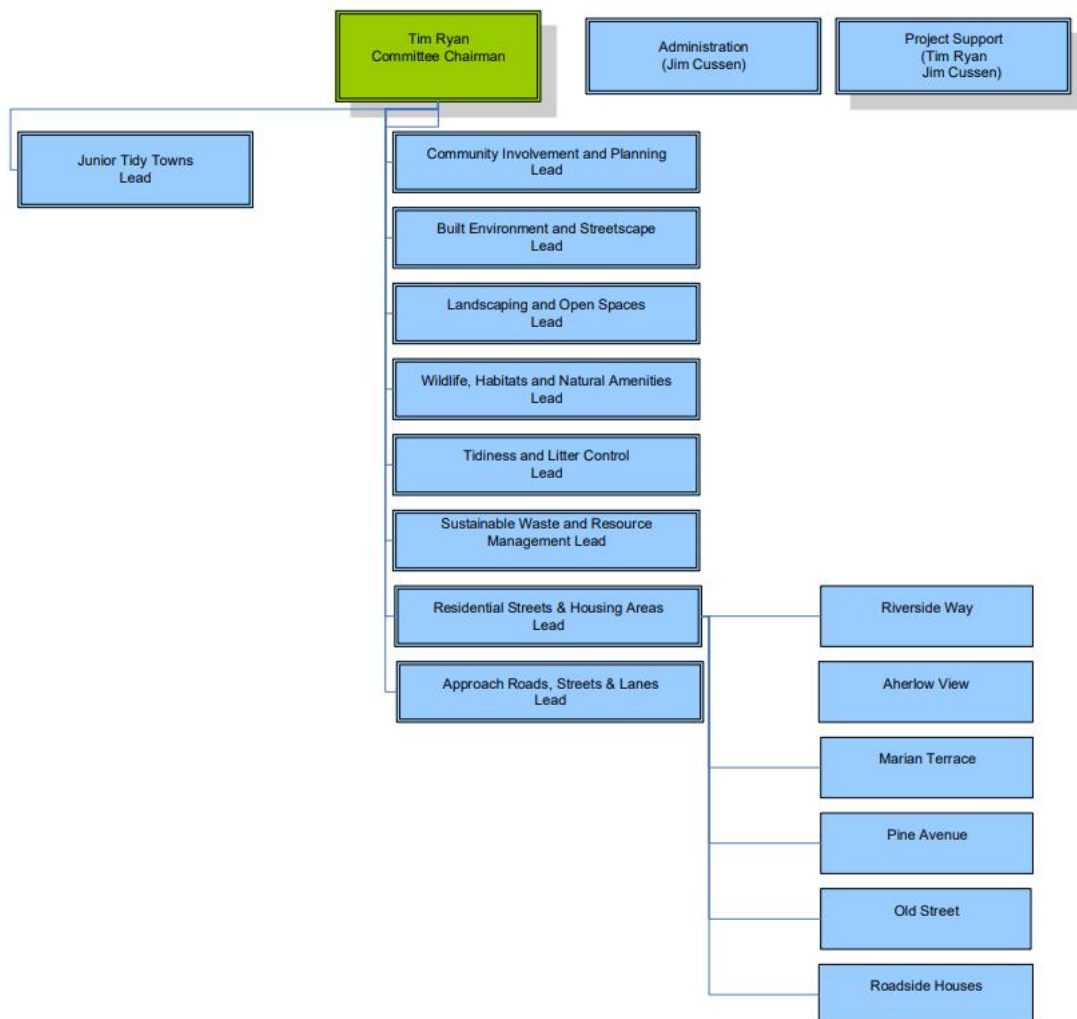 Tim Ryan
Committee Chairman
Administration
(Jim Cussen)
Project Support
(Tim Ryan
Jim Cussen)
Junior Tidy Towns
Lead
Community Involvement and Planning
Lead
Built Environment and Streetscape
Lead
Landscaping and Open Spaces
Lead
Wildlife, Habitats and Natural Amenities
Lead
Tidiness and Litter Control
Lead
Sustainable Waste and Resource
Management Lead
Residential Streets & Housing Areas
Lead
Riverside Way
Approach Roads, Streets & Lanes
Lead
Aherlow View
Marian Terrace
Pine Avenue
Old Street
Roadside Houses